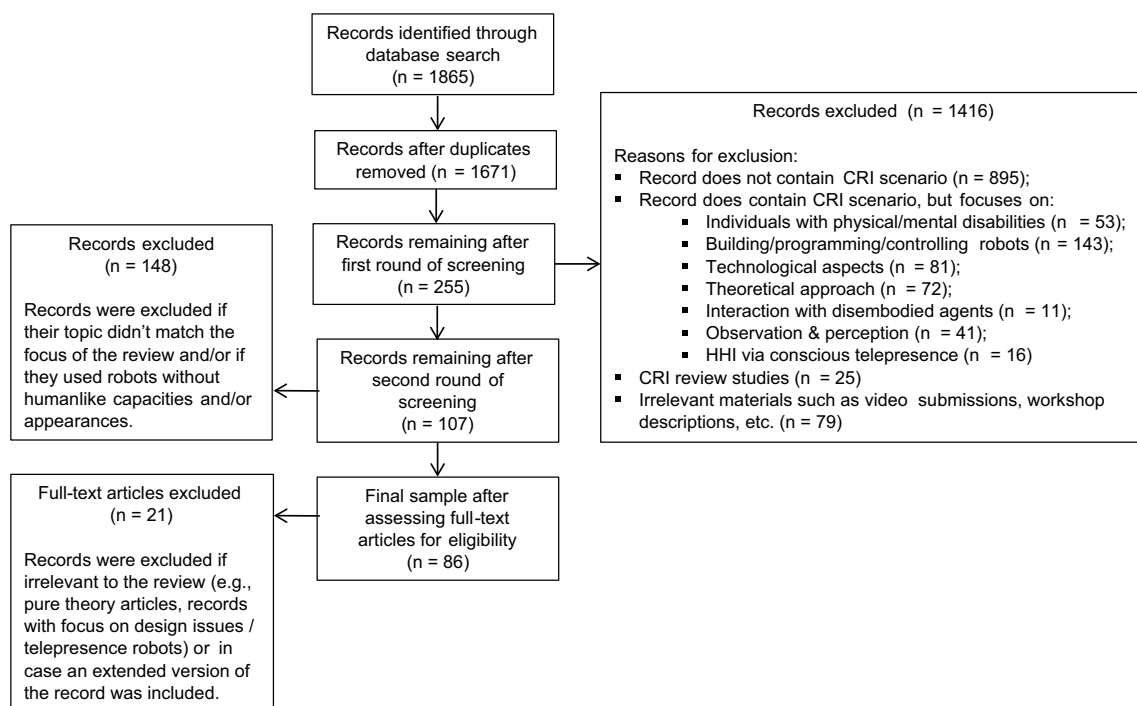 Records identified through
database search
(n = 1865)
Records after duplicates
removed (n = 1671)
Records remaining after
first round of screening
(n = 255)
Records excluded (n = 1416)
Reasons for exclusion:
▪ Record does not contain CRI scenario (n = 895);
▪ Record does contain CRI scenario, but focuses on:
▪ Individuals with physical/mental disabilities (n = 53);
▪ Building/programming/controlling robots (n = 143);
▪ Technological aspects (n = 81);
▪ Theoretical approach (n = 72);
▪ Interaction with disembodied agents (n = 11);
▪ Observation & perception (n = 41);
▪ HHI via conscious telepresence (n = 16)
▪ CRI review studies (n = 25)
▪ Irrelevant materials such as video submissions, workshop
descriptions, etc. (n = 79)
Records remaining after
second round of
screening
(n = 107)
Records excluded
(n = 148)
Records were excluded if
their topic didn't match the
focus of the review and/or if
they used robots without
humanlike capacities and/or
appearances.
Final sample after
assessing full-text
articles for eligibility
(n = 86)
Full-text articles excluded
(n = 21)
Records were excluded if
irrelevant to the review (e.g.,
pure theory articles, records
with focus on design issues /
telepresence robots) or in
case an extended version of
the record was included.